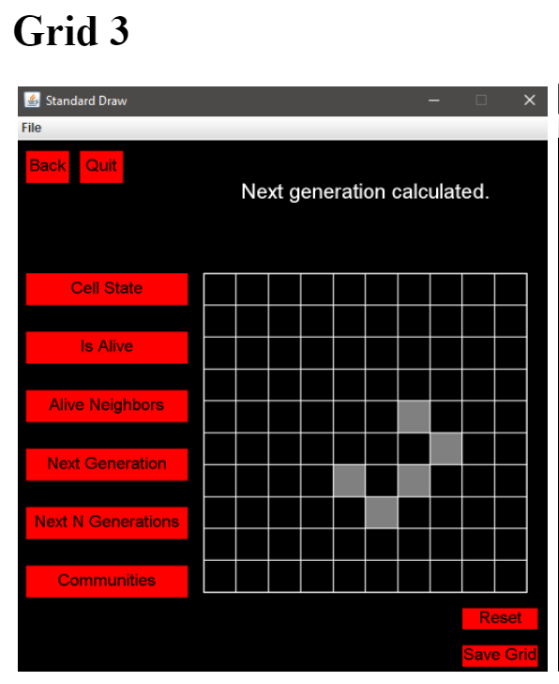 Grid 3
Standard Draw
File
Back Quit
Next generation calculated.
Cell State
Is Alive
Alive Neighbors
Next Generation
Next N Generations
Communities
Reset
Save Grid